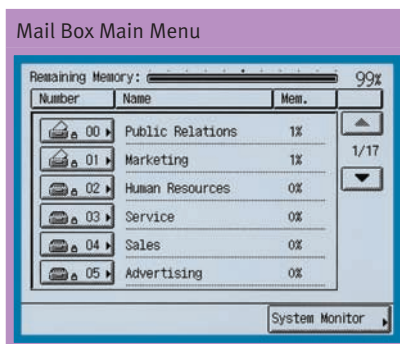 Mail Box Main Menu
Remaining Memory: 99%
Number Name Mem.
00 Public Relations 1%
01 Marketing 1%
1/17
02 Human Resources 0%
03 Service 0%
04 Sales 0%
05 Advertising 0%
System Monitor